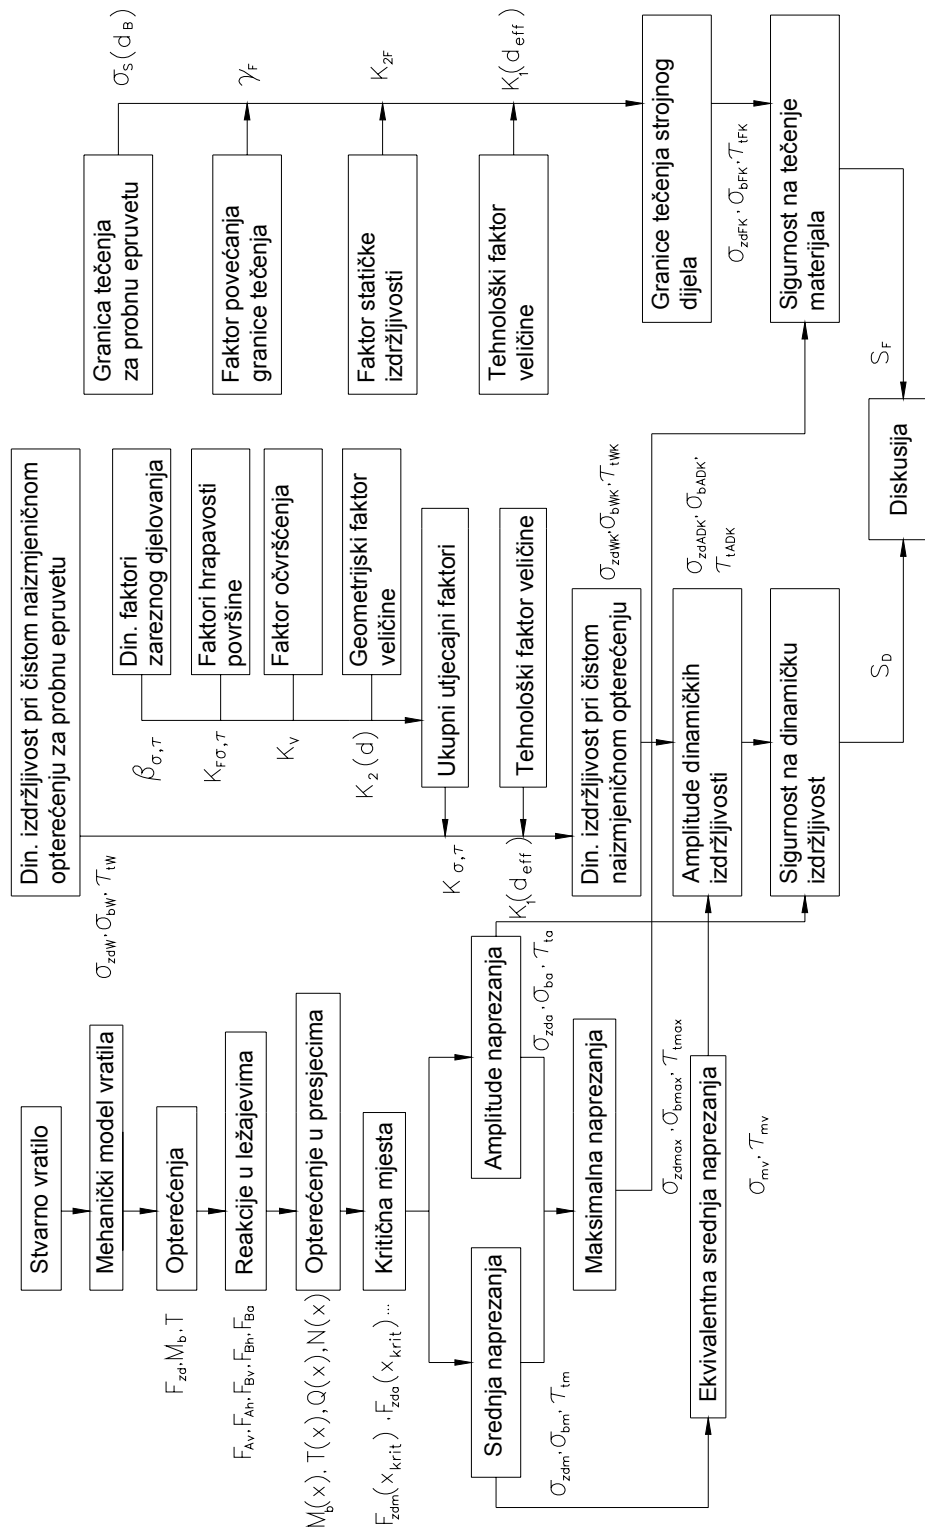 Stvarno vratilo
Mehanički model vratila
Opterećenja
F_zd, M_b, T
Reakcije u ležajevima
F_Av, F_Ah, F_Bv, F_Bh, F_Ba
Opterećenje u presjecima
M_b(x), T(x), Q(x), N(x)
Kritična mjesta
F_zdm(x_krit), F_zda(x_krit)...
Srednja naprezanja
σ_zdm, σ_bm, τ_tm
Amplitude naprezanja
σ_zda, σ_ba, τ_ta
Maksimalna naprezanja
σ_zdmax, σ_bmax, τ_tmax
Ekvivalentna srednja naprezanja
σ_mv, τ_mv
Din. izdržljivost pri čistom naizmjeničnom
opterećenju za probnu epruvetu
σ_zdW, σ_bW, τ_tW
Din. faktori
zareznog djelovanja
β_σ,τ
Faktori hrapavosti
površine
K_Fσ,τ
Faktor očvršćenja
K_V
Geometrijski faktor
veličine
K_2(d)
Ukupni utjecajni faktori
K_σ,τ
Tehnološki faktor veličine
K_1(d_eff)
Din. izdržljivost pri čistom
naizmjeničnom opterećenju
σ_zdWK, σ_bWK, τ_tWK
Amplitude dinamičkih
izdržljivosti
σ_zdADK, σ_bADK,
τ_tADK
Sigurnost na dinamičku
izdržljivost
S_D
Granica tečenja
za probnu epruvetu
σ_S(d_B)
Faktor povećanja
granice tečenja
γ_F
Faktor statičke
izdržljivosti
K_2F
Tehnološki faktor
veličine
K_1(d_eff)
Granice tečenja strojnog
dijela
σ_zdFK, σ_bFK, τ_tFK
Sigurnost na tečenje
materijala
S_F
Diskusija